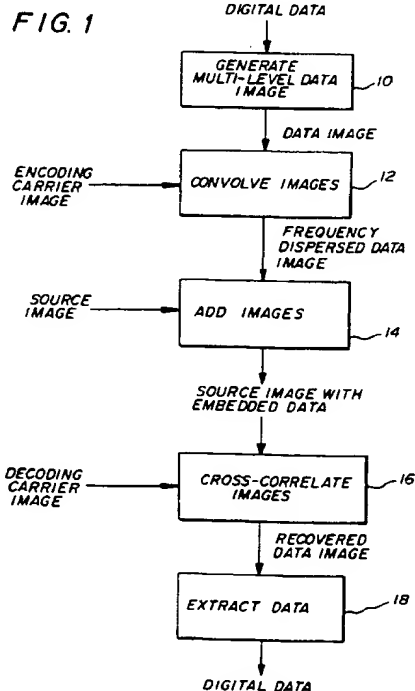 FIG. 1
DIGITAL DATA
GENERATE
MULTI-LEVEL DATA
IMAGE
10
DATA IMAGE
ENCODING
CARRIER
IMAGE
CONVOLVE IMAGES
12
FREQUENCY
DISPERSED DATA
IMAGE
SOURCE
IMAGE
ADD IMAGES
14
SOURCE IMAGE WITH
EMBEDDED DATA
DECODING
CARRIER
IMAGE
CROSS-CORRELATE
IMAGES
16
RECOVERED
DATA IMAGE
EXTRACT DATA
18
DIGITAL DATA